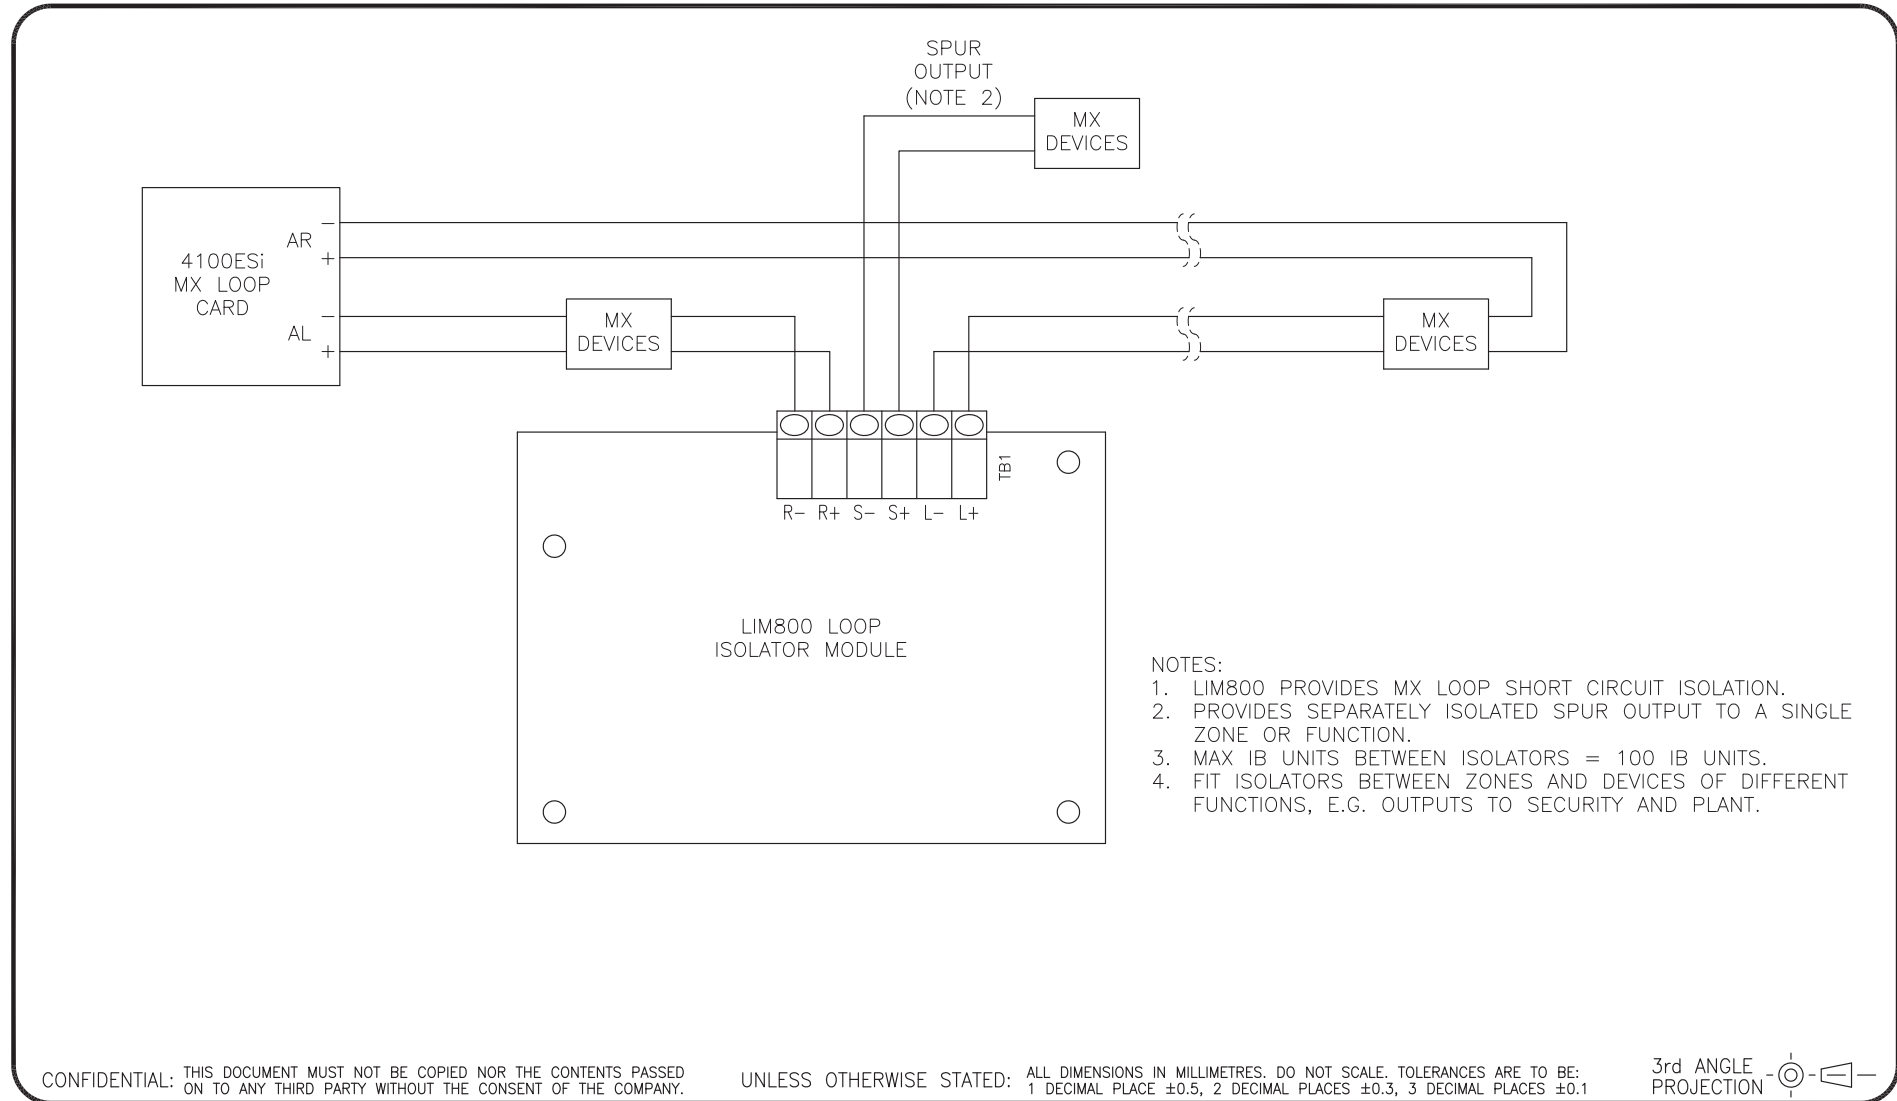 SPUR
OUTPUT
(NOTE 2)
MX
DEVICES
4100ESi
MX LOOP
CARD
AR
−
+
AL
−
+
MX
DEVICES
MX
DEVICES
TB1
R− R+ S− S+ L− L+
LIM800 LOOP
ISOLATOR MODULE
NOTES:
1. LIM800 PROVIDES MX LOOP SHORT CIRCUIT ISOLATION.
2. PROVIDES SEPARATELY ISOLATED SPUR OUTPUT TO A SINGLE
ZONE OR FUNCTION.
3. MAX IB UNITS BETWEEN ISOLATORS = 100 IB UNITS.
4. FIT ISOLATORS BETWEEN ZONES AND DEVICES OF DIFFERENT
FUNCTIONS, E.G. OUTPUTS TO SECURITY AND PLANT.
CONFIDENTIAL: THIS DOCUMENT MUST NOT BE COPIED NOR THE CONTENTS PASSED
ON TO ANY THIRD PARTY WITHOUT THE CONSENT OF THE COMPANY.
UNLESS OTHERWISE STATED: ALL DIMENSIONS IN MILLIMETRES. DO NOT SCALE. TOLERANCES ARE TO BE:
1 DECIMAL PLACE ±0.5, 2 DECIMAL PLACES ±0.3, 3 DECIMAL PLACES ±0.1
3rd ANGLE
PROJECTION